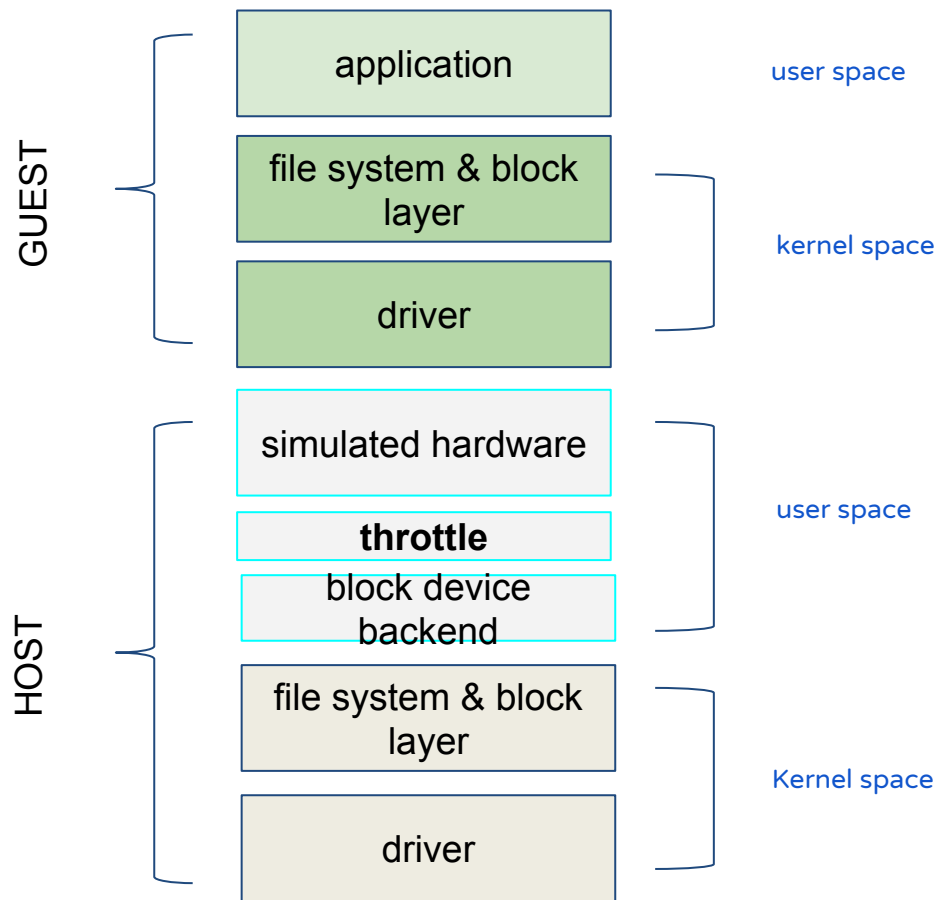 application
user space
GUEST
file system & block
layer
kernel space
driver
simulated hardware
user space
throttle
block device
backend
HOST
file system & block
layer
Kernel space
driver